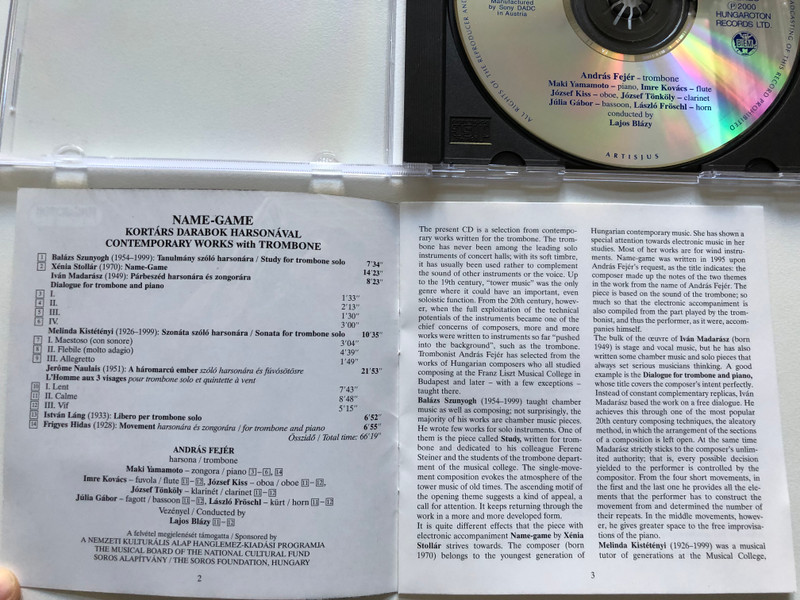 Manufactured
by Sony DADC
in Austria
℗ 2000
HUNGAROTON
RECORDS LTD.
ALL RIGHTS OF THE PRODUCER AND
BROADCASTING OF THIS RECORD PROHIBITED
András Fejér – trombone
Maki Yamamoto – piano, Imre Kovács – flute
József Kiss – oboe, József Tönköly – clarinet
Júlia Gábor – bassoon, László Fröschl – horn
conducted by
Lajos Blázy
ARTISJUS
NAME-GAME
KORTÁRS DARABOK HARSONÁVAL
CONTEMPORARY WORKS with TROMBONE
1 Balázs Szunyogh (1954–1999): Tanulmány szóló harsonára / Study for trombone solo 7'34"
2 Xénia Stollár (1970): Name-Game 14'23"
Iván Madarász (1949): Párbeszéd harsonára és zongorára 8'23"
Dialogue for trombone and piano
3 I. 1'33"
4 II. 2'13"
5 III. 1'30"
6 IV. 3'00"
Melinda Kistétényi (1926–1999): Szonáta szóló harsonára / Sonata for trombone solo 10'35"
7 I. Maestoso (con sonore) 3'04"
8 II. Flebile (molto adagio) 4'39"
9 III. Allegretto 1'49"
Jerôme Naulais (1951): A háromarcú ember szóló harsonára és fúvósötösre 21'53"
L'Homme aux 3 visages pour trombone solo et quintette à vent
10 I. Lent 7'43"
11 II. Calme 8'48"
12 III. Vif 5'15"
13 István Láng (1933): Libero per trombone solo 6'52"
14 Frigyes Hidas (1928): Movement harsonára és zongorára / for trombone and piano 6'55"
Összidő / Total time: 66'19"
ANDRÁS FEJÉR
harsona / trombone
Maki Yamamoto – zongora / piano 3–6, 14
Imre Kovács – fuvola / flute 11–12, József Kiss – oboa / oboe 11–12,
József Tönköly – klarinét / clarinet 11–12
Júlia Gábor – fagott / bassoon 11–12, László Fröschl – kürt / horn 11–12
Vezényel / Conducted by
Lajos Blázy 11–12
A felvétel megjelenését támogatta / Sponsored by
A NEMZETI KULTURÁLIS ALAP HANGLEMEZ-KIADÁSI PROGRAMJA
THE MUSICAL BOARD OF THE NATIONAL CULTURAL FUND
SOROS ALAPÍTVÁNY / THE SOROS FOUNDATION, HUNGARY
2
The present CD is a selection from contempo-
rary works written for the trombone. The trom-
bone has never been among the leading solo
instruments of concert halls; with its soft timbre,
it has usually been used rather to complement
the sound of other instruments or the voice. Up
to the 19th century, "tower music" was the only
genre where it could have an important, even
soloistic function. From the 20th century, howev-
er, when the full exploitation of the technical
potentials of the instruments became one of the
chief concerns of composers, more and more
works were written to instruments so far "pushed
into the background", such as the trombone.
Trombonist András Fejér has selected from the
works of Hungarian composers who all studied
composing at the Franz Liszt Musical College in
Budapest and later – with a few exceptions –
taught there.
Balázs Szunyogh (1954–1999) taught chamber
music as well as composing; not surprisingly, the
majority of his works are chamber music pieces.
He wrote few works for solo instruments. One of
them is the piece called Study, written for trom-
bone and dedicated to his colleague Ferenc
Steiner and the students of the trombone depart-
ment of the musical college. The single-move-
ment composition evokes the atmosphere of the
tower music of old times. The ascending motif of
the opening theme suggests a kind of appeal, a
call for attention. It keeps returning through the
work in a more and more developed form.
It is quite different effects that the piece with
electronic accompaniment Name-game by Xénia
Stollár strives towards. The composer (born
1970) belongs to the youngest generation of
Hungarian contemporary music. She has shown a
special attention towards electronic music in her
studies. Most of her works are for wind instru-
ments. Name-game was written in 1995 upon
András Fejér's request, as the title indicates: the
composer made up the notes of the two themes
in the work from the name of András Fejér. The
piece is based on the sound of the trombone; so
much so that the electronic accompaniment is
also compiled from the part played by the trom-
bonist, and thus the performer, as it were, accom-
panies himself.
The bulk of the œuvre of Iván Madarász (born
1949) is stage and vocal music, but he has also
written some chamber music and solo pieces that
always set serious musicians thinking. A good
example is the Dialogue for trombone and piano,
whose title covers the composer's intent perfectly.
Instead of constant complementary replicas, Iván
Madarász based the work on a free dialogue. He
achieves this through one of the most popular
20th century composing techniques, the aleatory
method, in which the arrangement of the sections
of a composition is left open. At the same time
Madarász strictly sticks to the composer's unlim-
ited authority; that is, every possible decision
yielded to the performer is controlled by the
compositor. From the four short movements, in
the first and the last one he provides all the ele-
ments that the performer has to construct the
movement from and determined the number of
their repeats. In the middle movements, howev-
er, he gives greater space to the free improvisa-
tions of the piano.
Melinda Kistétényi (1926–1999) was a musical
tutor of generations at the Musical College,
3